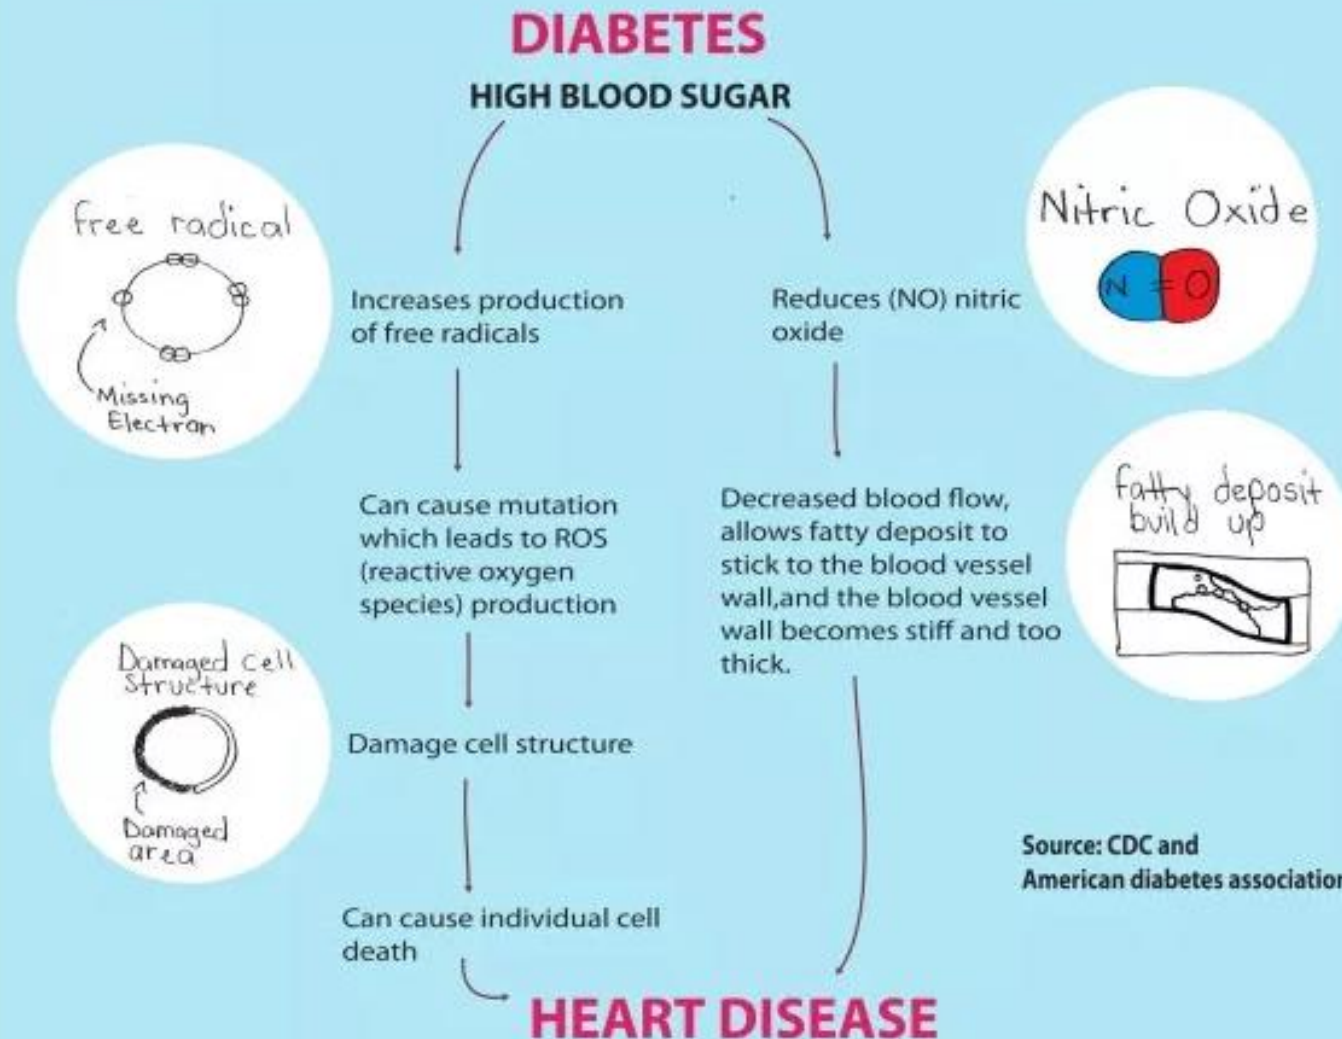 DIABETES
HIGH BLOOD SUGAR
free radical
Missing
Electron
Increases production
of free radicals
Can cause mutation
which leads to ROS
(reactive oxygen
species) production
Damaged cell
Structure
Damaged
area
Damage cell structure
Can cause individual cell
death
Nitric Oxide
N = O
Reduces (NO) nitric
oxide
Decreased blood flow,
allows fatty deposit to
stick to the blood vessel
wall,and the blood vessel
wall becomes stiff and too
thick.
fatty deposit
build up
Source: CDC and
American diabetes association
HEART DISEASE